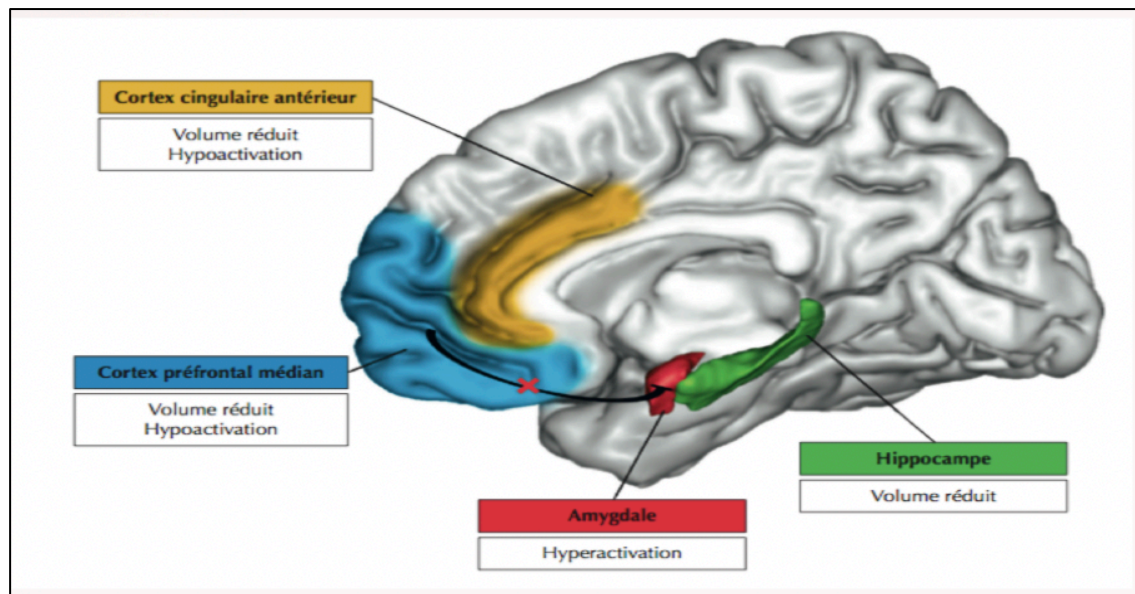 Cortex cingulaire antérieur
Volume réduit
Hypoactivation
Cortex préfrontal médian
Volume réduit
Hypoactivation
Hippocampe
Volume réduit
Amygdale
Hyperactivation